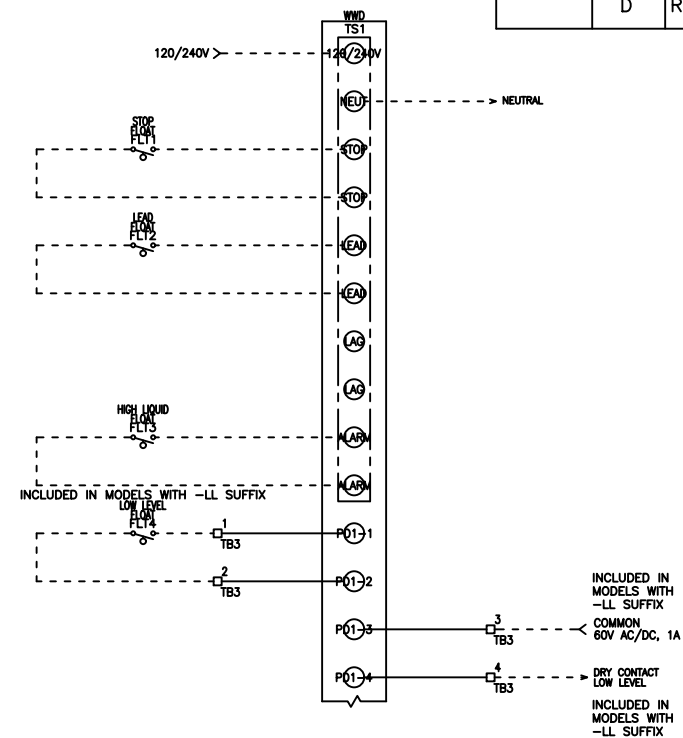 D R
WWD
TS1
120/240V
120/240V
NEUT
NEUTRAL
STOP
FLOAT
FLT1
STOP
STOP
LEAD
FLOAT
FLT2
LEAD
LEAD
LAG
LAG
HIGH LIQUID
FLOAT
FLT3
ALARM
ALARM
INCLUDED IN MODELS WITH -LL SUFFIX
LOW LEVEL
FLOAT
FLT4
1
TB3
PD1-1
2
TB3
PD1-2
INCLUDED IN
MODELS WITH
-LL SUFFIX
PD1-3
3
TB3
COMMON
60V AC/DC, 1A
PD1-4
4
TB3
DRY CONTACT
LOW LEVEL
INCLUDED IN
MODELS WITH
-LL SUFFIX